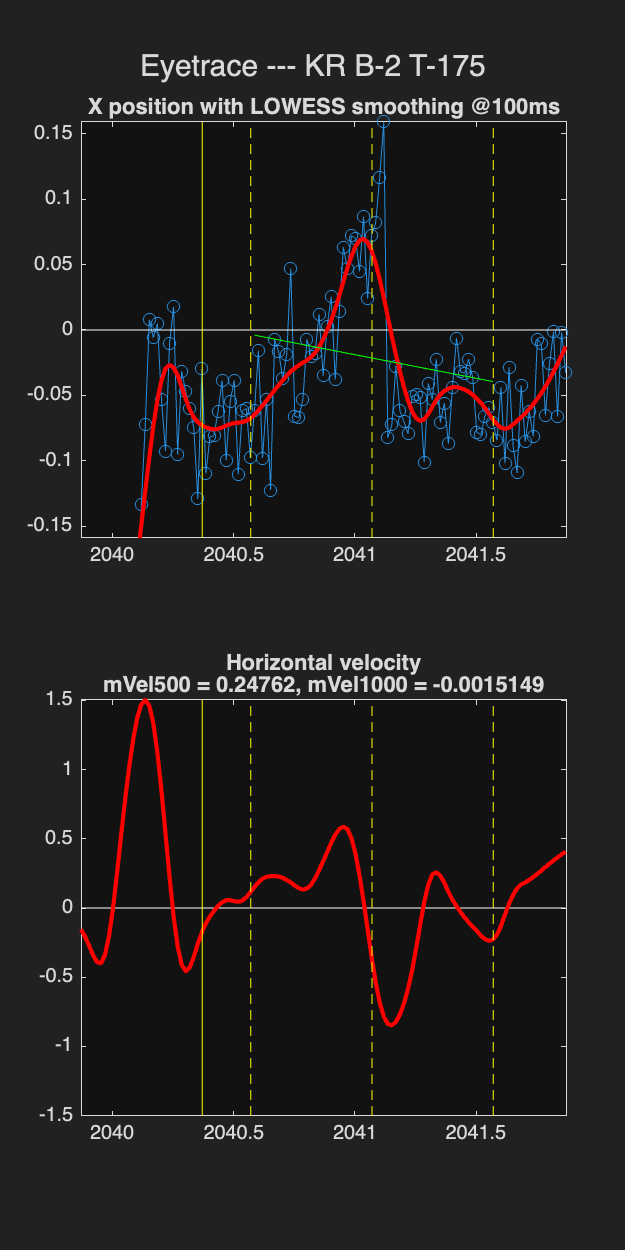 Eyetrace --- KR B-2 T-175
X position with LOWESS smoothing @100ms
0.15
0.1
0.05
0
-0.05
-0.1
-0.15
2040 2040.5 2041 2041.5
Horizontal velocity
mVel500 = 0.24762, mVel1000 = -0.0015149
1.5
1
0.5
0
-0.5
-1
-1.5
2040 2040.5 2041 2041.5